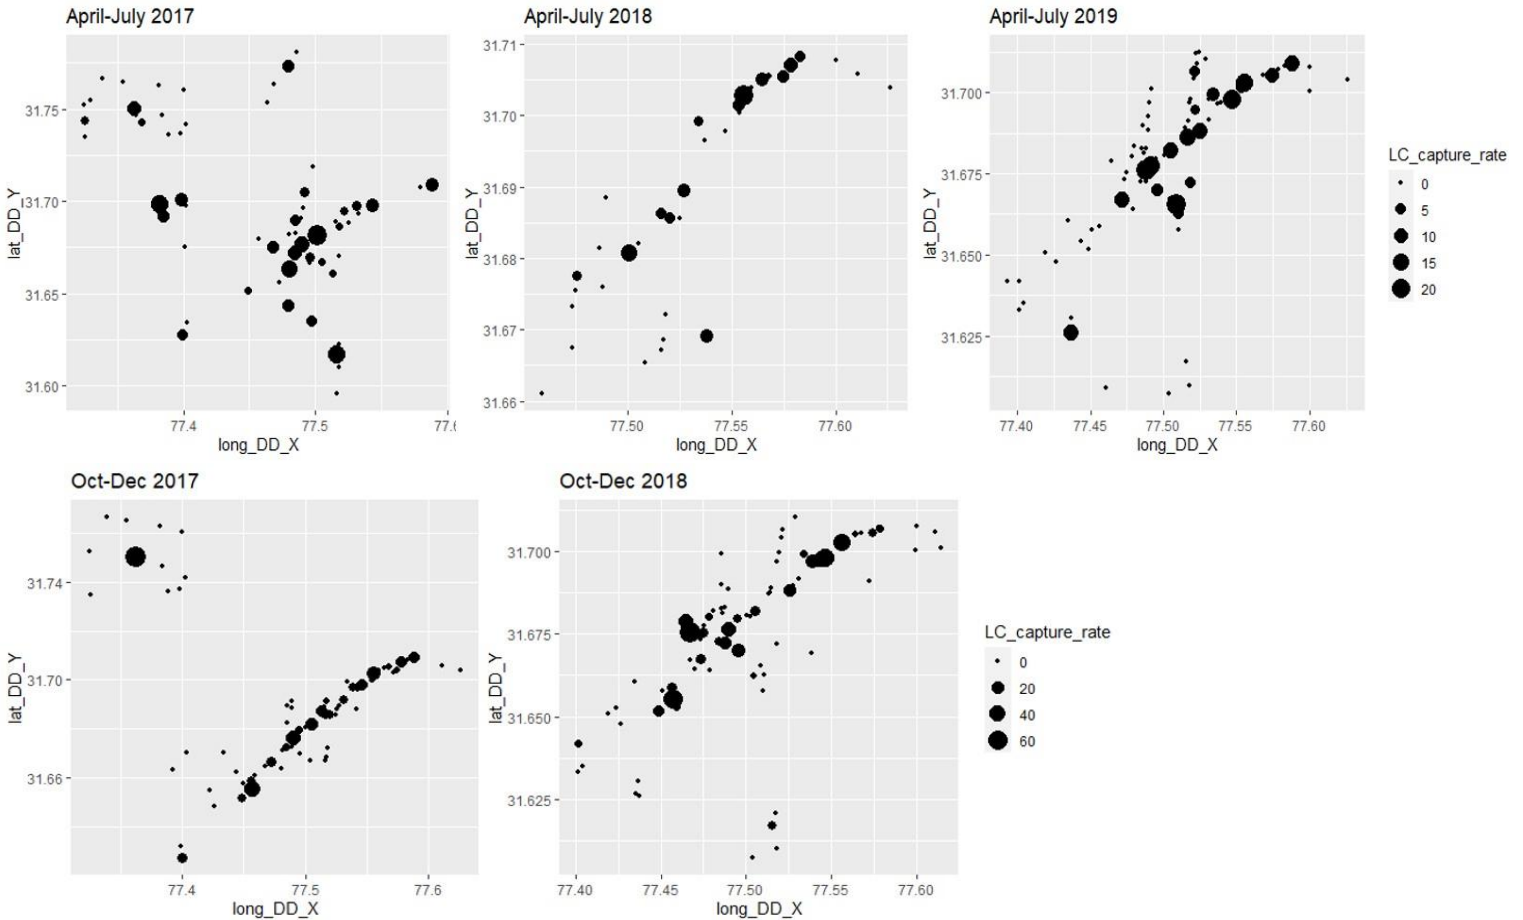 April-July 2017
31.75
31.70
31.65
31.60
lat_DD_Y
77.4
77.5
77.6
long_DD_X
April-July 2018
31.71
31.70
31.69
31.68
31.67
31.66
lat_DD_Y
77.50
77.55
77.60
long_DD_X
April-July 2019
31.700
31.675
31.650
31.625
lat_DD_Y
77.40
77.45
77.50
77.55
77.60
long_DD_X
LC_capture_rate
0
5
10
15
20
Oct-Dec 2017
31.74
31.70
31.66
lat_DD_Y
77.4
77.5
77.6
long_DD_X
Oct-Dec 2018
31.700
31.675
31.650
31.625
lat_DD_Y
77.40
77.45
77.50
77.55
77.60
long_DD_X
LC_capture_rate
0
20
40
60